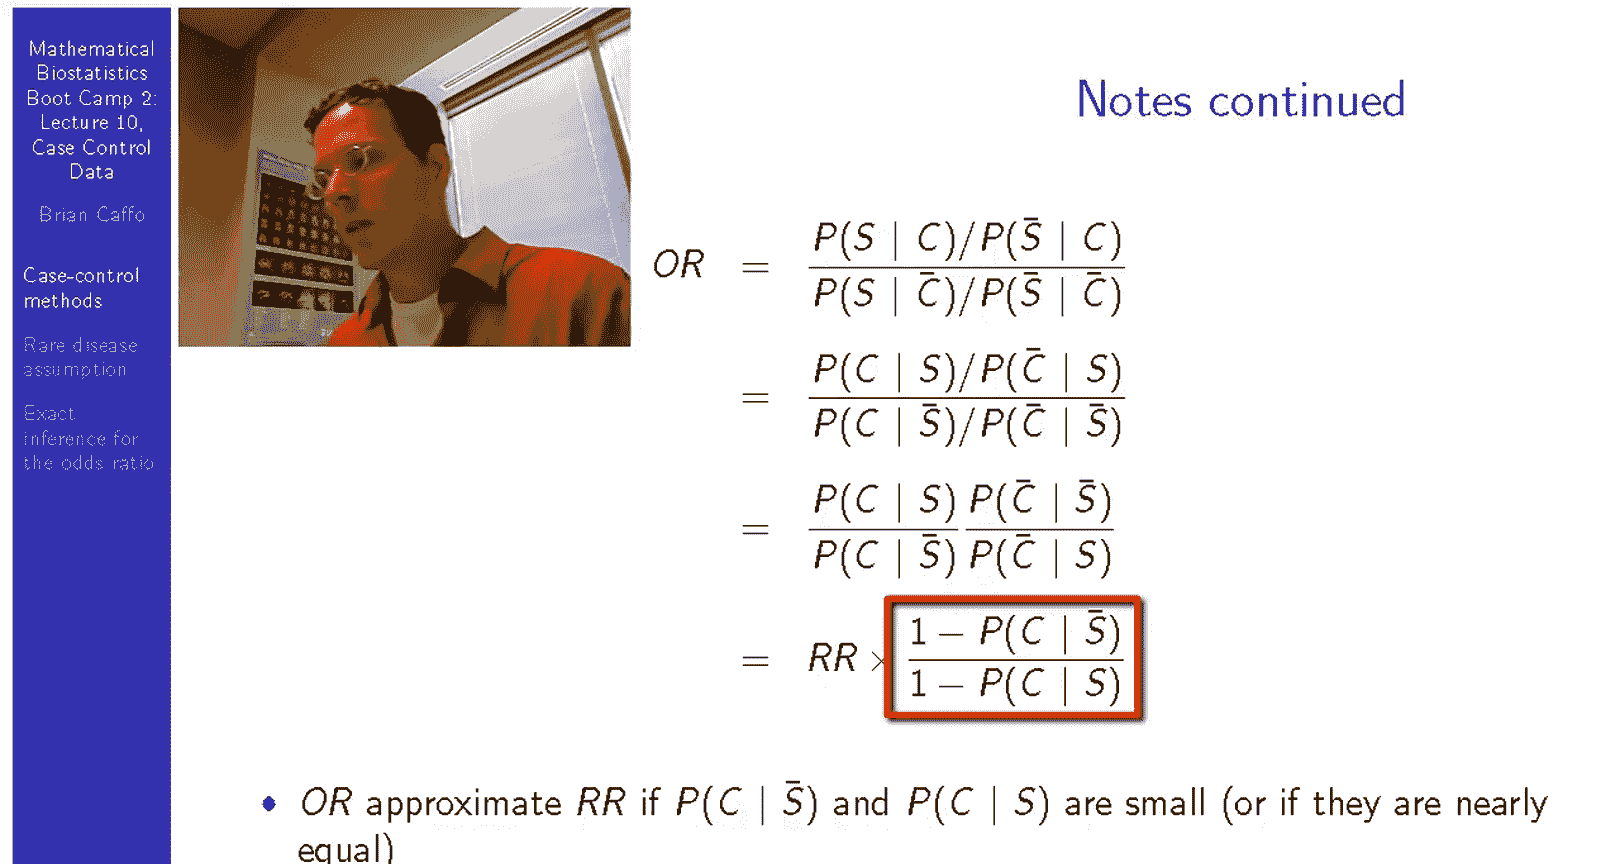 Mathematical
Biostatistics
Boot Camp 2:
Lecture 10,
Case Control
Data
Brian Caffo
Case-control
methods
Rare disease
assumption
Exact
inference for
the odds ratio
Notes continued
OR = P(S | C)/P(S̄ | C)
P(S | C̄)/P(S̄ | C̄)
= P(C | S)/P(C̄ | S)
P(C | S̄)/P(C̄ | S̄)
= P(C | S) P(C̄ | S̄)
P(C | S̄) P(C̄ | S)
= RR × 1 − P(C | S̄)
1 − P(C | S)
• OR approximate RR if P(C | S̄) and P(C | S) are small (or if they are nearly
equal)